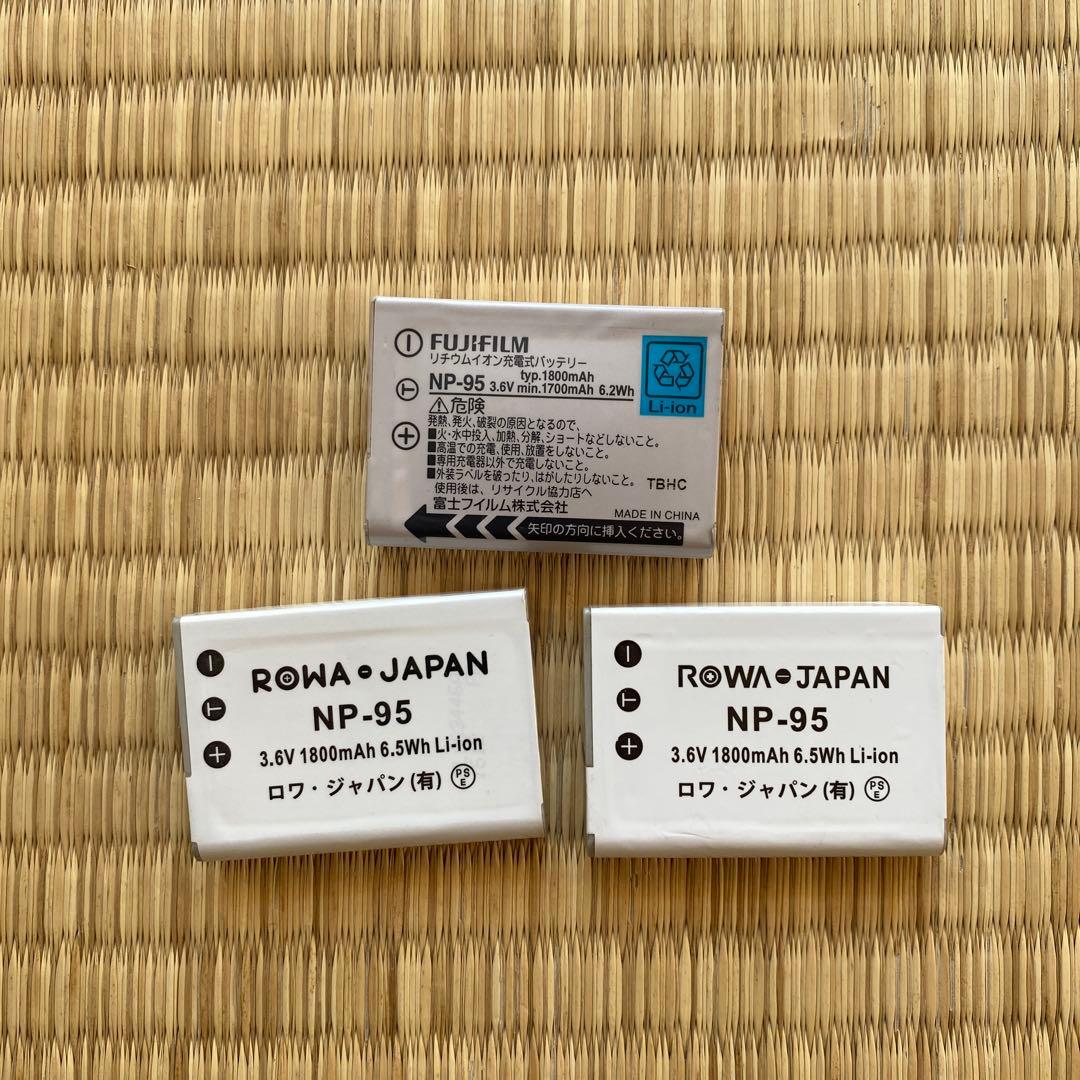 FUJIFILM
リチウムイオン充電式バッテリー
typ.1800mAh
NP-95 3.6V min.1700mAh 6.2Wh
⚠危険
発熱、発火、破裂の原因となるので、
■火・水中投入、加熱、分解、ショートなどしないこと。
■高温での充電、使用、放置をしないこと。
■専用充電器以外で充電しないこと。
■外装ラベルを破ったり、はがしたりしないこと。
TBHC
使用後は、リサイクル協力店へ
富士フイルム株式会社
MADE IN CHINA
矢印の方向に挿入ください。
Li-ion
− T +
ROWA JAPAN
NP-95
3.6V 1800mAh 6.5Wh Li-ion
ロワ・ジャパン(有) PSE
− T +
ROWA JAPAN
NP-95
3.6V 1800mAh 6.5Wh Li-ion
ロワ・ジャパン(有) PSE
− T +